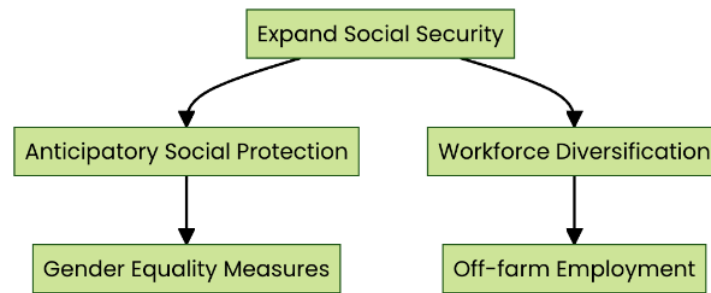 Expand Social Security
Anticipatory Social Protection
Workforce Diversification
Gender Equality Measures
Off-farm Employment